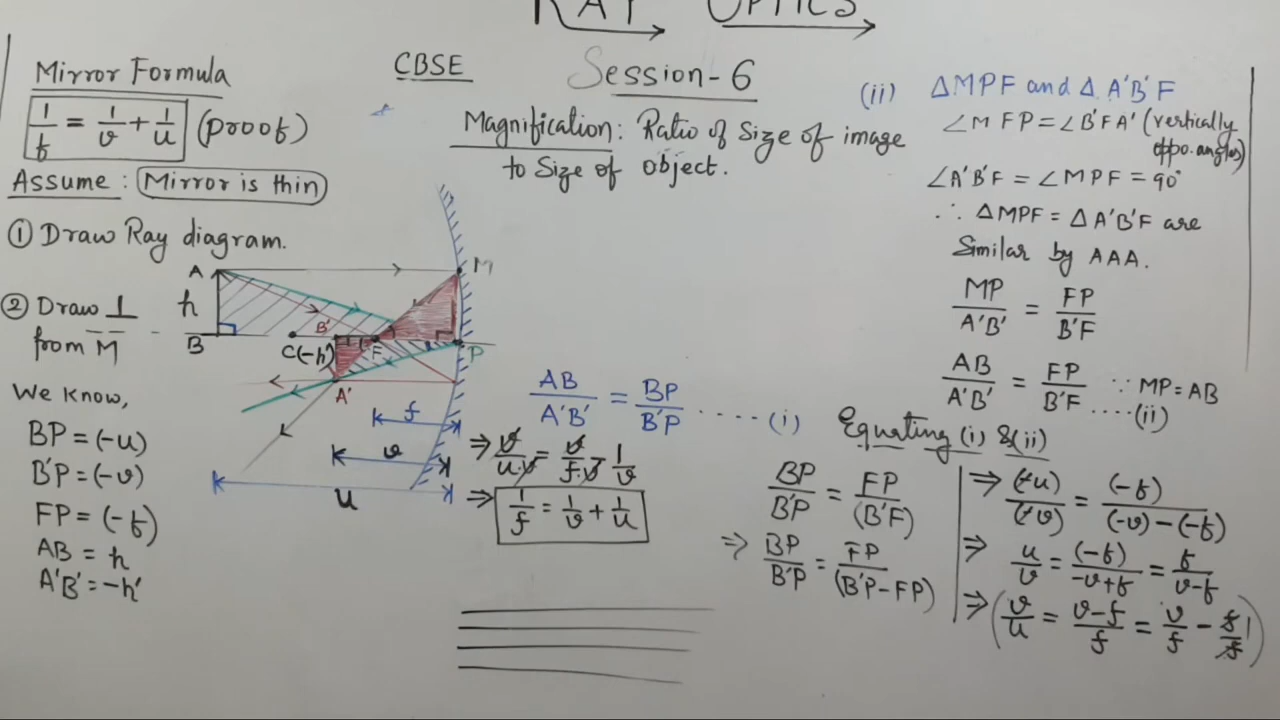 RAY OPTICS
CBSE
Session-6
Mirror Formula
1/f = 1/v + 1/u (proof)
Assume : Mirror is thin
① Draw Ray diagram.
② Draw ⊥
from M
We know,
BP = (-u)
B'P = (-v)
FP = (-f)
AB = h
A'B' = -h'
Magnification: Ratio of Size of image
to Size of object.
A
M
h
B
B'
C
(-h')
F
P
A'
f
v
u
AB/A'B' = BP/B'P ..... (i)
⇒ v/u.v = v/f.v - 1/v
⇒ 1/f = 1/v + 1/u
(ii) ΔMPF and Δ A'B'F
∠MFP = ∠B'FA' (vertically
oppo.angles)
∠A'B'F = ∠MPF = 90°
∴ ΔMPF = ΔA'B'F are
Similar by AAA.
MP/A'B' = FP/B'F
AB/A'B' = FP/B'F ∵ MP = AB
.....(ii)
Equating (i) &(ii)
BP/B'P = FP/(B'F)
⇒ BP/B'P = FP/(B'P-FP)
⇒ (-u)/(-v) = (-f)/(-v)-(-f)
⇒ u/v = (-f)/-v+f = f/v-f
⇒ (v/u = v-f/f = v/f - f/f 1)